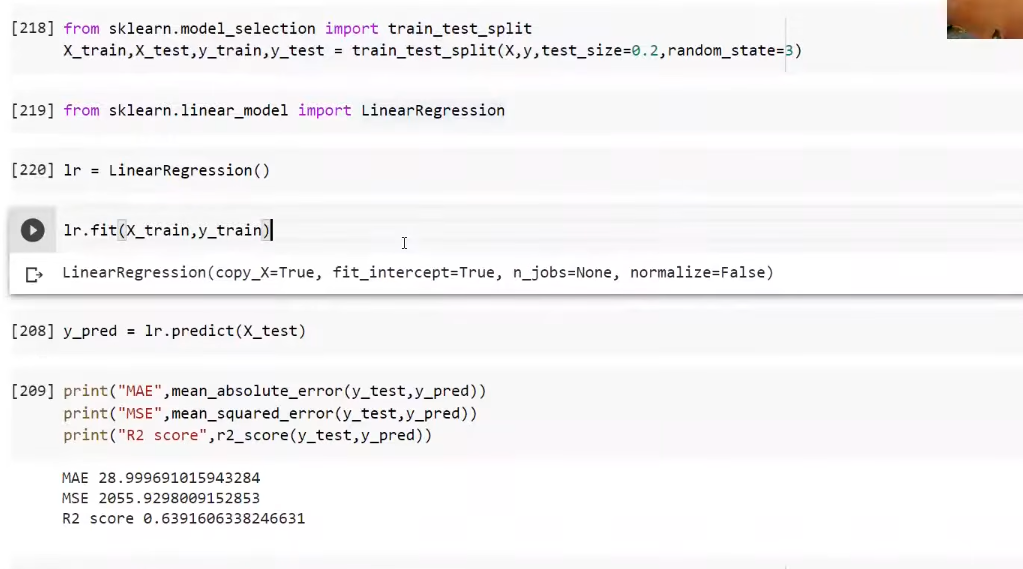 [218] from sklearn.model_selection import train_test_split
X_train,X_test,y_train,y_test = train_test_split(X,y,test_size=0.2,random_state=3)
[219] from sklearn.linear_model import LinearRegression
[220] lr = LinearRegression()
lr.fit(X_train,y_train)
LinearRegression(copy_X=True, fit_intercept=True, n_jobs=None, normalize=False)
[208] y_pred = lr.predict(X_test)
[209] print("MAE",mean_absolute_error(y_test,y_pred))
print("MSE",mean_squared_error(y_test,y_pred))
print("R2 score",r2_score(y_test,y_pred))
MAE 28.999691015943284
MSE 2055.9298009152853
R2 score 0.6391606338246631